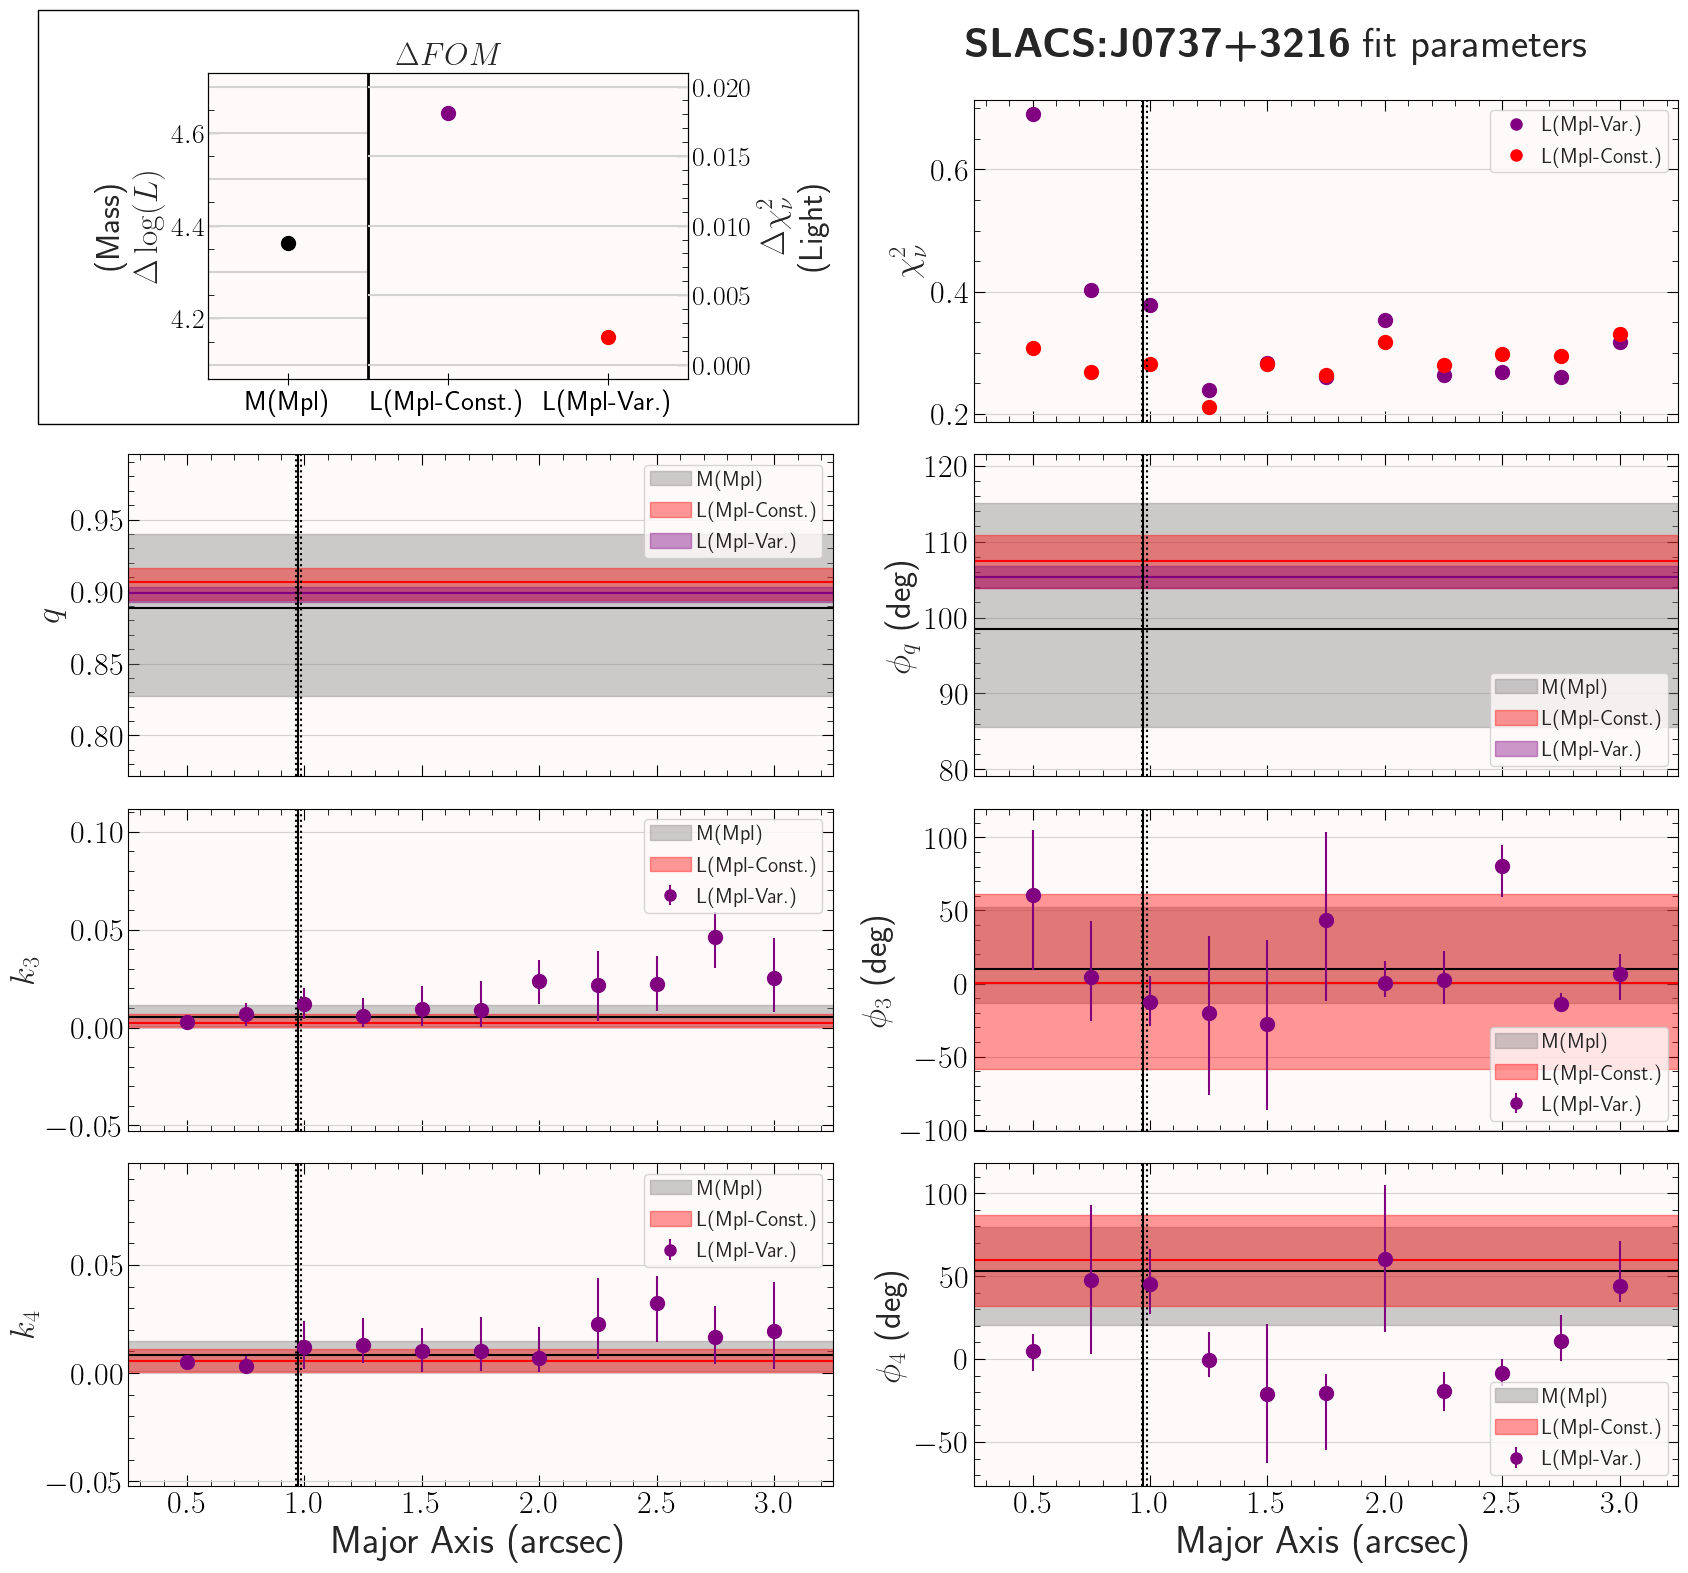 SLACS:J0737+3216 fit parameters
ΔFOM
(Mass)
Δ log(L)
4.6
4.4
4.2
0.020
0.015
0.010
0.005
0.000
Δχ²ᵥ
(Light)
M(Mpl)
L(Mpl-Const.)
L(Mpl-Var.)
χ²ᵥ
0.6
0.4
0.2
L(Mpl-Var.)
L(Mpl-Const.)
q
0.95
0.90
0.85
0.80
M(Mpl)
L(Mpl-Const.)
L(Mpl-Var.)
ϕq (deg)
120
110
100
90
80
M(Mpl)
L(Mpl-Const.)
L(Mpl-Var.)
k₃
0.10
0.05
0.00
−0.05
M(Mpl)
L(Mpl-Const.)
L(Mpl-Var.)
ϕ₃ (deg)
100
50
0
−50
−100
M(Mpl)
L(Mpl-Const.)
L(Mpl-Var.)
k₄
0.05
0.00
−0.05
M(Mpl)
L(Mpl-Const.)
L(Mpl-Var.)
0.5 1.0 1.5 2.0 2.5 3.0
Major Axis (arcsec)
ϕ₄ (deg)
100
50
0
−50
M(Mpl)
L(Mpl-Const.)
L(Mpl-Var.)
0.5 1.0 1.5 2.0 2.5 3.0
Major Axis (arcsec)